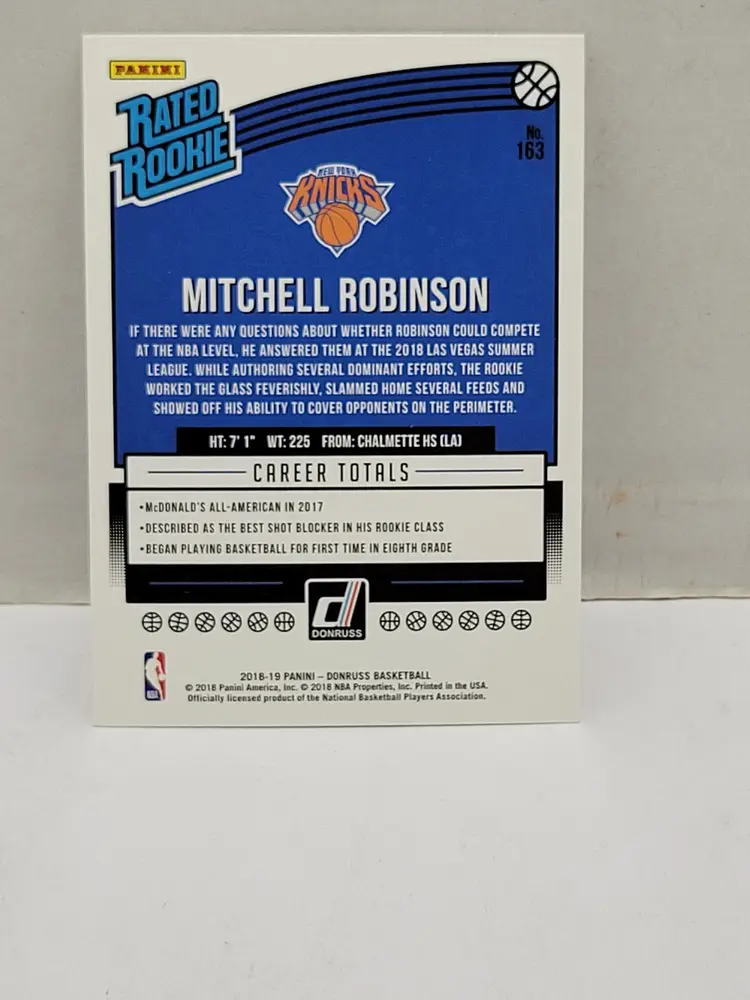 PANINI
RATED
ROOKIE
No.
163
NEW YORK
KNICKS
MITCHELL ROBINSON
IF THERE WERE ANY QUESTIONS ABOUT WHETHER ROBINSON COULD COMPETE
AT THE NBA LEVEL, HE ANSWERED THEM AT THE 2018 LAS VEGAS SUMMER
LEAGUE. WHILE AUTHORING SEVERAL DOMINANT EFFORTS, THE ROOKIE
WORKED THE GLASS FEVERISHLY, SLAMMED HOME SEVERAL FEEDS AND
SHOWED OFF HIS ABILITY TO COVER OPPONENTS ON THE PERIMETER.
HT: 7' 1" WT: 225 FROM: CHALMETTE HS (LA)
CAREER TOTALS
•McDONALD'S ALL-AMERICAN IN 2017
•DESCRIBED AS THE BEST SHOT BLOCKER IN HIS ROOKIE CLASS
•BEGAN PLAYING BASKETBALL FOR FIRST TIME IN EIGHTH GRADE
d
DONRUSS
NBA
2018-19 PANINI – DONRUSS BASKETBALL
© 2018 Panini America, Inc. © 2018 NBA Properties, Inc. Printed in the USA.
Officially licensed product of the National Basketball Players Association.